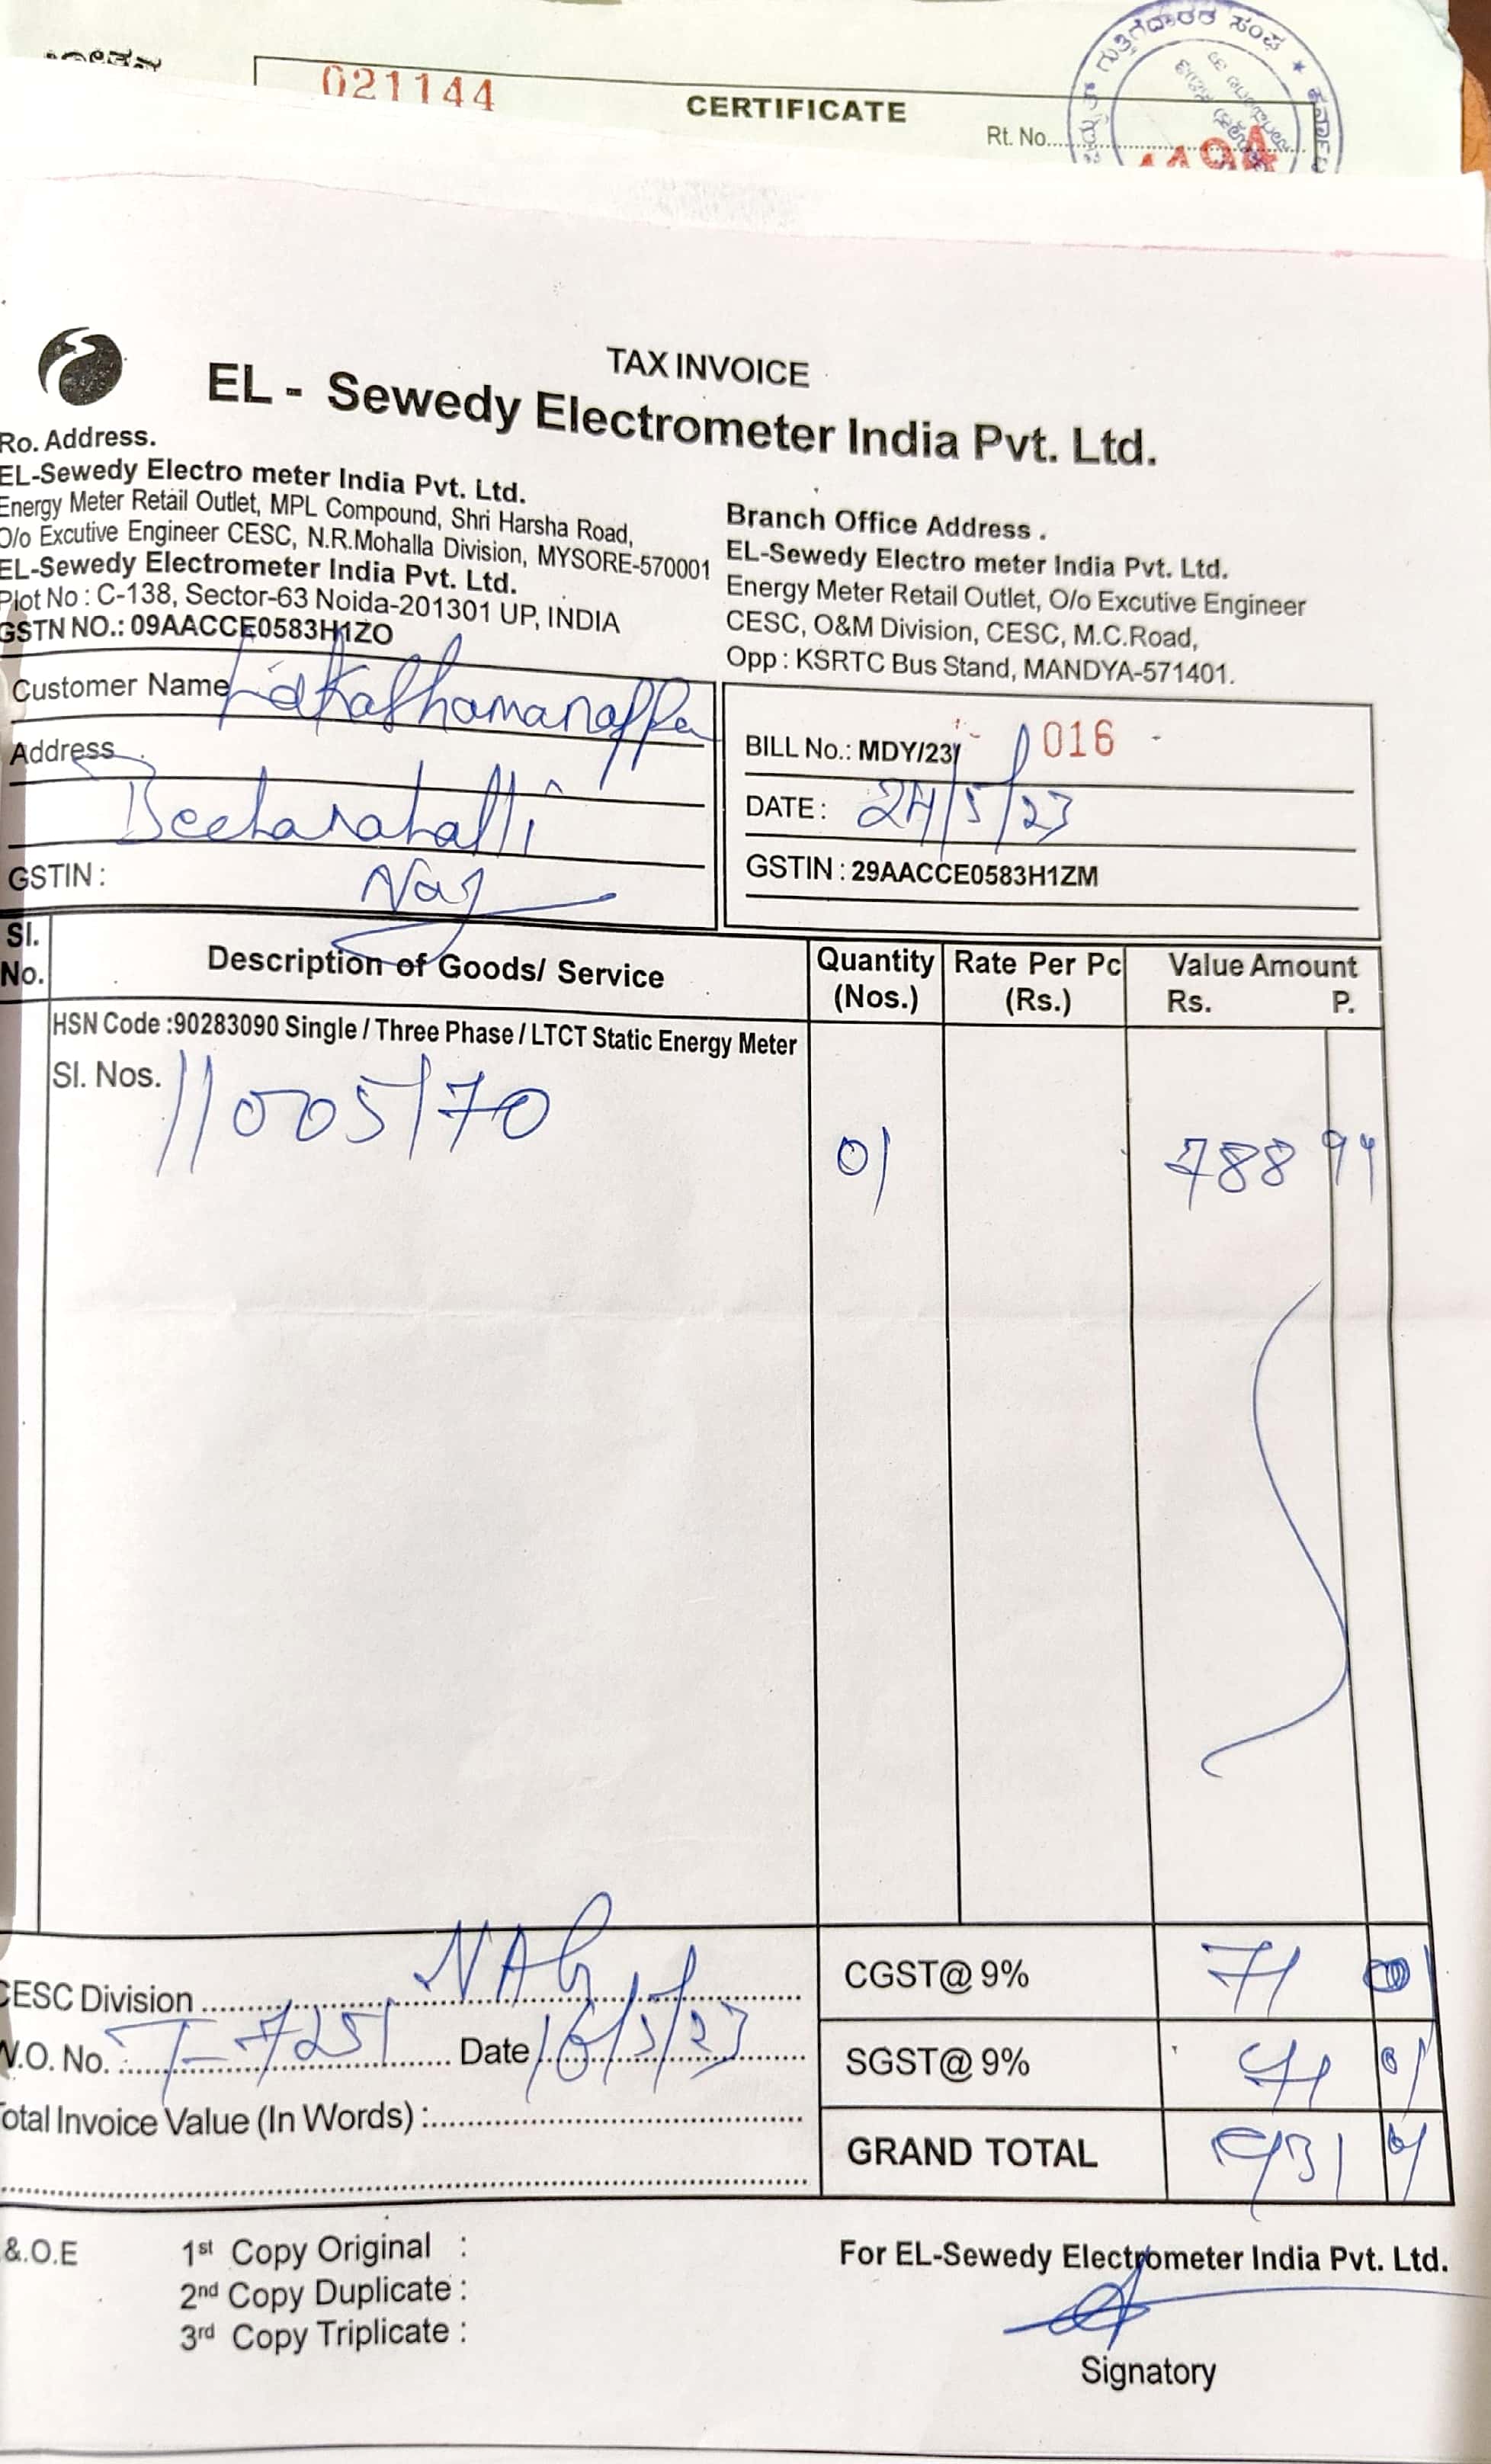 021144
CERTIFICATE
Rt. No.
ಗುತ್ತಿಗೆದಾರರ ಸಂಘ *
TAX INVOICE
EL - Sewedy Electrometer India Pvt. Ltd.
Ro. Address.
EL-Sewedy Electro meter India Pvt. Ltd.
Energy Meter Retail Outlet, MPL Compound, Shri Harsha Road,
O/o Excutive Engineer CESC, N.R.Mohalla Division, MYSORE-570001
EL-Sewedy Electrometer India Pvt. Ltd.
Plot No : C-138, Sector-63 Noida-201301 UP, INDIA
GSTN NO.: 09AACCE0583H1ZO
Branch Office Address .
EL-Sewedy Electro meter India Pvt. Ltd.
Energy Meter Retail Outlet, O/o Excutive Engineer
CESC, O&M Division, CESC, M.C.Road,
Opp : KSRTC Bus Stand, MANDYA-571401.
Customer Name
Address
GSTIN :
BILL No.: MDY/23/ 016
DATE : 24/5/23
GSTIN : 29AACCE0583H1ZM
Sl. No. Description of Goods/ Service Quantity (Nos.) Rate Per Pc (Rs.) Value Amount Rs. P.
HSN Code :90283090 Single / Three Phase / LTCT Static Energy Meter
Sl. Nos. 11005170
01 788 94
CESC Division
W.O. No. Date
Total Invoice Value (In Words) :
CGST@ 9% 71 01
SGST@ 9% 71 01
GRAND TOTAL 931
&.O.E
1st Copy Original :
2nd Copy Duplicate :
3rd Copy Triplicate :
For EL-Sewedy Electrometer India Pvt. Ltd.
Signatory